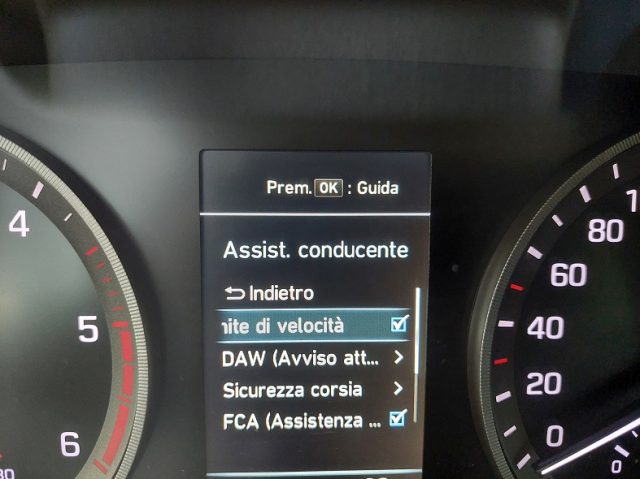 Prem. OK : Guida
Assist. conducente
Indietro
nite di velocità
DAW (Avviso att...
Sicurezza corsia
FCA (Assistenza ...
4
5
6
80
60
40
20
0
0